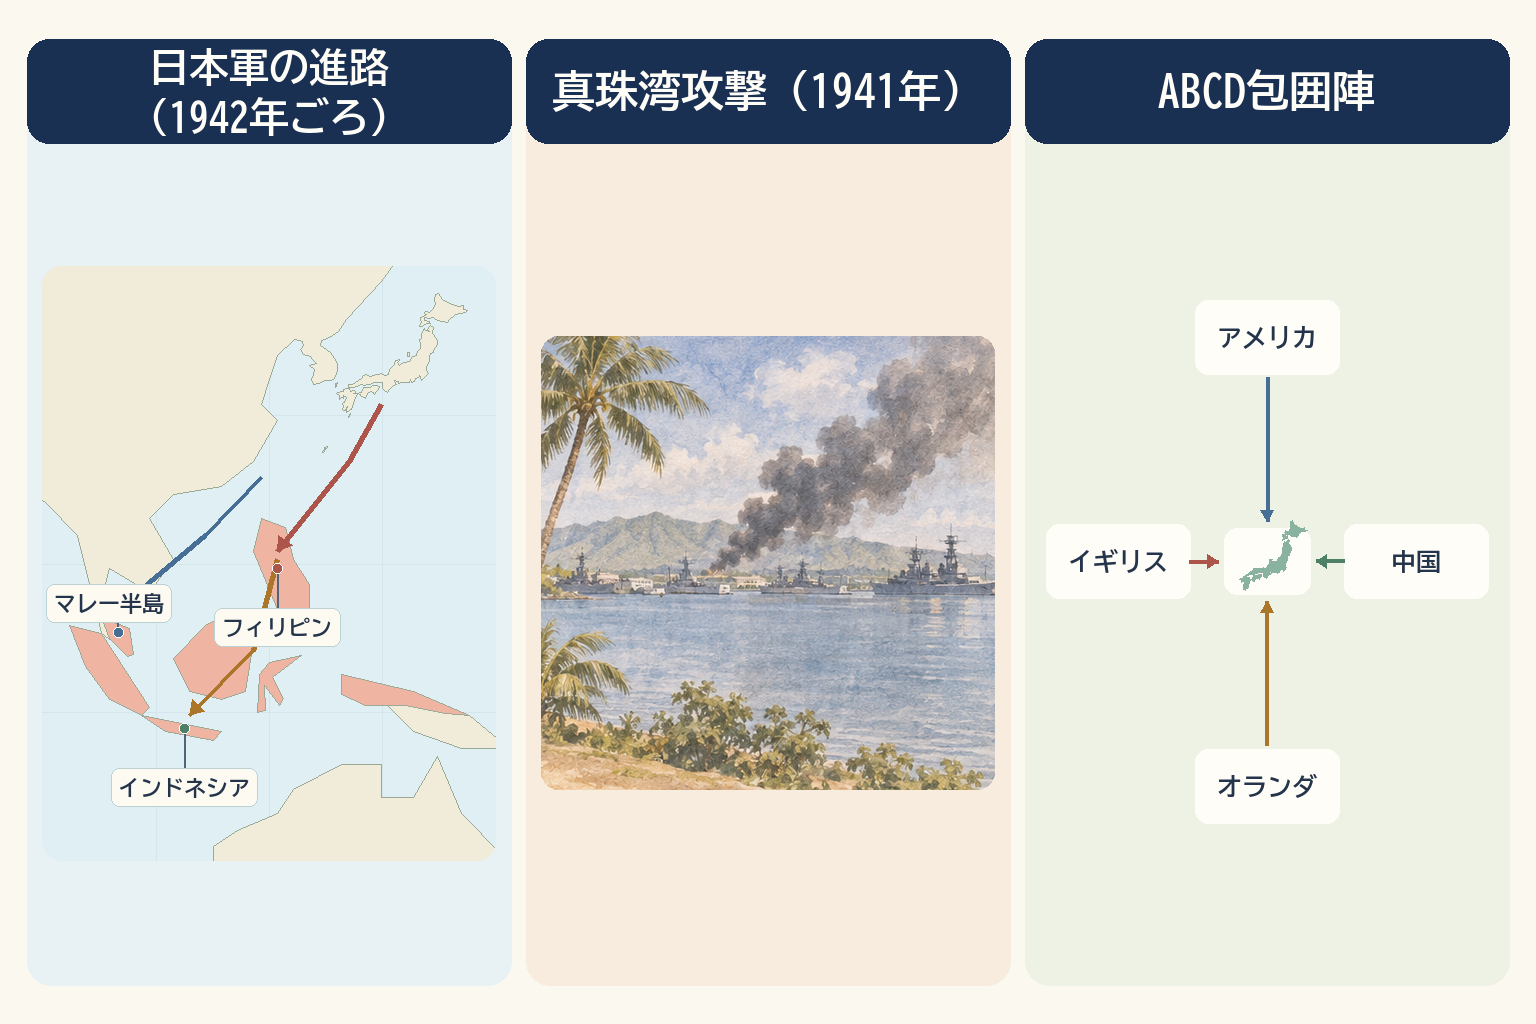 日本軍の進路
（1942年ごろ）
マレー半島
フィリピン
インドネシア
真珠湾攻撃（1941年）
ABCD包囲陣
アメリカ
イギリス
中国
オランダ